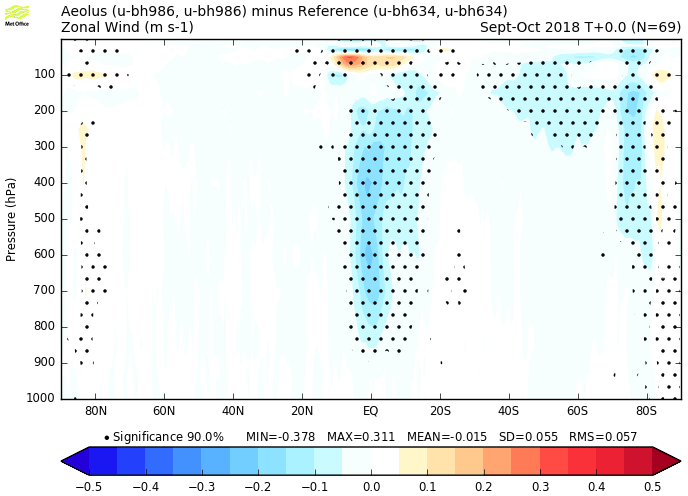 Aeolus (u-bh986, u-bh986) minus Reference (u-bh634, u-bh634)
Zonal Wind (m s-1) Sept-Oct 2018 T+0.0 (N=69)
Met Office
Pressure (hPa)
100
200
300
400
500
600
700
800
900
1000
80N 60N 40N 20N EQ 20S 40S 60S 80S
• Significance 90.0% MIN=-0.378 MAX=0.311 MEAN=-0.015 SD=0.055 RMS=0.057
−0.5 −0.4 −0.3 −0.2 −0.1 0.0 0.1 0.2 0.3 0.4 0.5